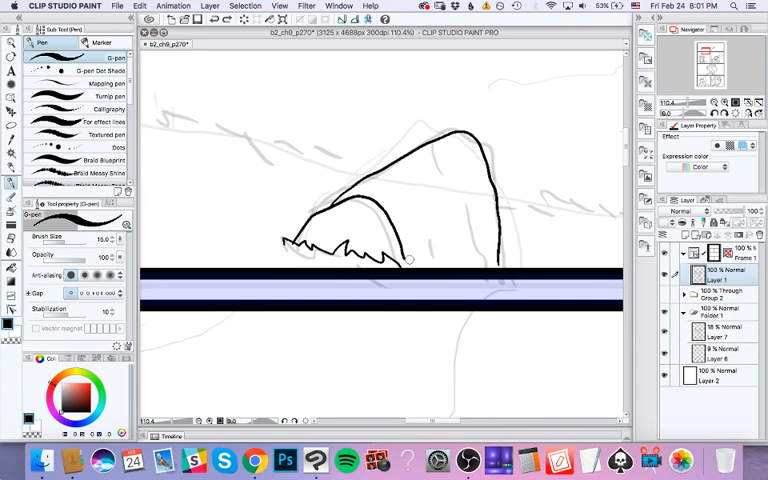 CLIP STUDIO PAINT File Edit Animation Layer Selection View Filter Window Help 53% Fri Feb 24 8:01 PM
b2_ch9_p270* (3125 x 4688px 300dpi 110.4%) - CLIP STUDIO PAINT PRO
Sub Tool [Pen]
b2_ch9_p270*
Navigator
Pen Marker
G-pen
G-pen Dot Shade
Mapping pen
Turnip pen
Calligraphy
For effect lines
Textured pen
Dots
Braid Blueprint
Braid Messy Shine
110.4
0.0
Layer Property
Effect
Expression color
Color
Layer
Normal 100
Tool property [G-pen]
G-pen
Brush Size 15.0
Opacity 100
Anti-aliasing
Gap
Stabilization 10
Vector magnet
Frame 1
100 % Normal
Layer 1
100 % Through
Group 2
100 % Normal
Folder 1
18 % Normal
Layer 7
9 % Normal
Layer 6
100 % Normal
Layer 2
110.4 0.0
Timeline
FEB
24